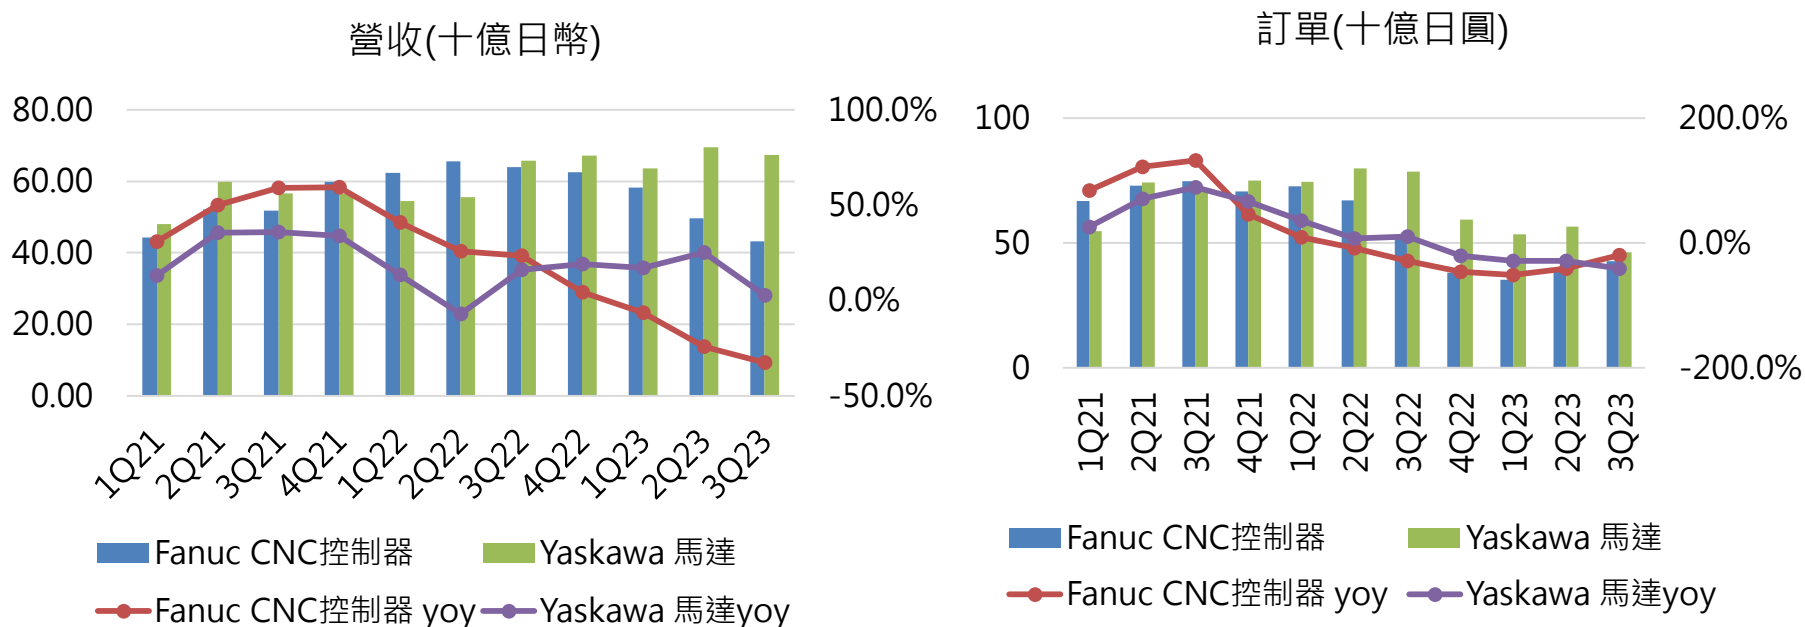 營收(十億日幣)
80.00
60.00
40.00
20.00
0.00
100.0%
50.0%
0.0%
-50.0%
1Q21
2Q21
3Q21
4Q21
1Q22
2Q22
3Q22
4Q22
1Q23
2Q23
3Q23
Fanuc CNC控制器
Yaskawa 馬達
Fanuc CNC控制器 yoy
Yaskawa 馬達yoy
訂單(十億日圓)
100
50
0
200.0%
0.0%
-200.0%
1Q21
2Q21
3Q21
4Q21
1Q22
2Q22
3Q22
4Q22
1Q23
2Q23
3Q23
Fanuc CNC控制器
Yaskawa 馬達
Fanuc CNC控制器 yoy
Yaskawa 馬達yoy